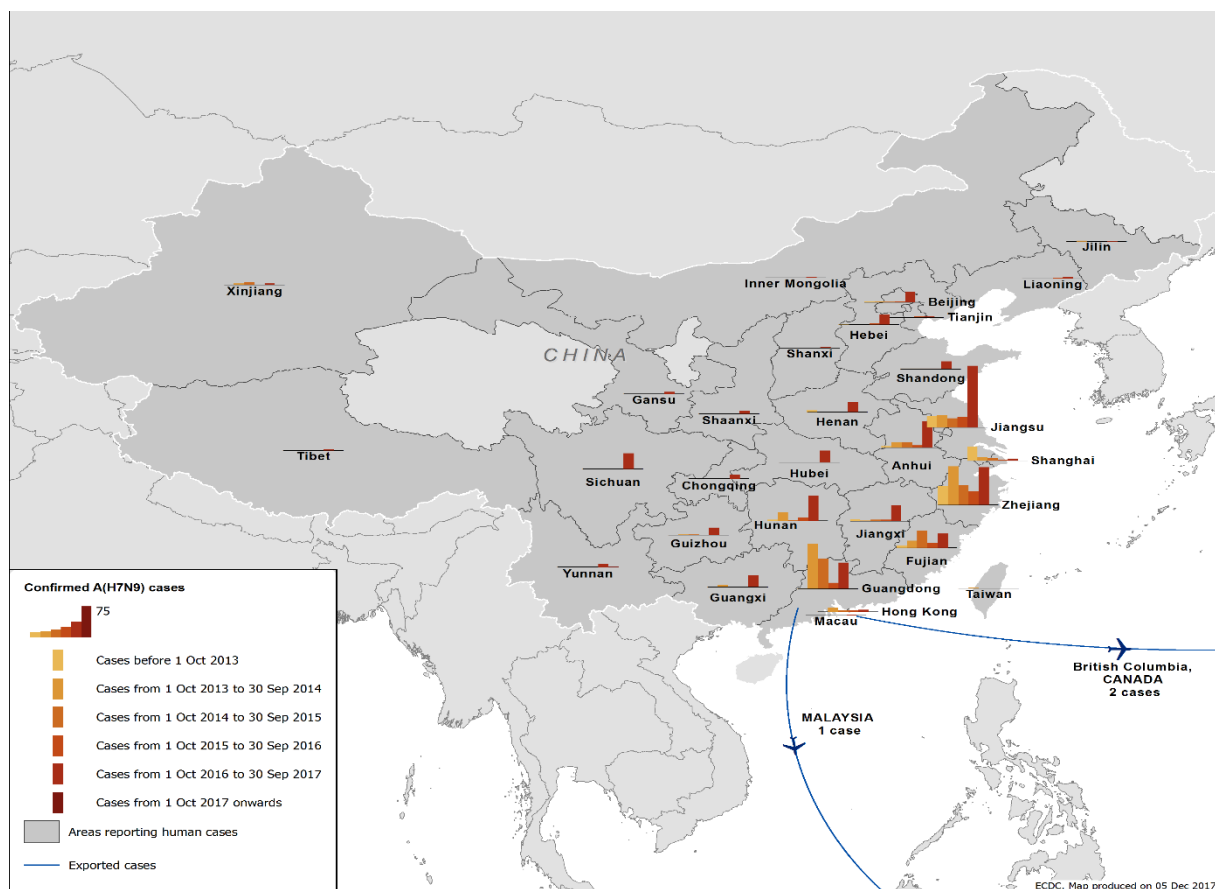 Jilin
Inner Mongolia
Liaoning
Xinjiang
Beijing
Tianjin
Hebei
CHINA
Shanxi
Shandong
Gansu
Shaanxi
Henan
Jiangsu
Tibet
Anhui
Shanghai
Hubei
Sichuan
Chongqing
Zhejiang
Hunan
Jiangxi
Guizhou
Fujian
Yunnan
Guangxi
Guangdong
Taiwan
Hong Kong
Macau
British Columbia,
CANADA
2 cases
MALAYSIA
1 case
Confirmed A(H7N9) cases
75
Cases before 1 Oct 2013
Cases from 1 Oct 2013 to 30 Sep 2014
Cases from 1 Oct 2014 to 30 Sep 2015
Cases from 1 Oct 2015 to 30 Sep 2016
Cases from 1 Oct 2016 to 30 Sep 2017
Cases from 1 Oct 2017 onwards
Areas reporting human cases
Exported cases
ECDC. Map produced on 05 Dec 2017